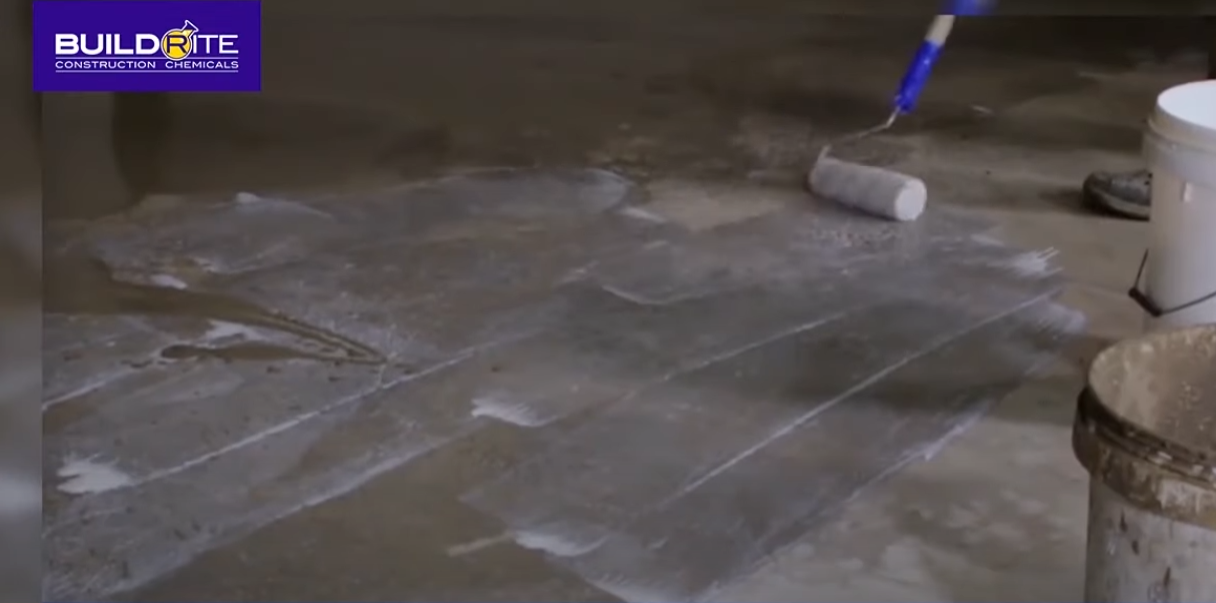 BUILDRITE
CONSTRUCTION CHEMICALS